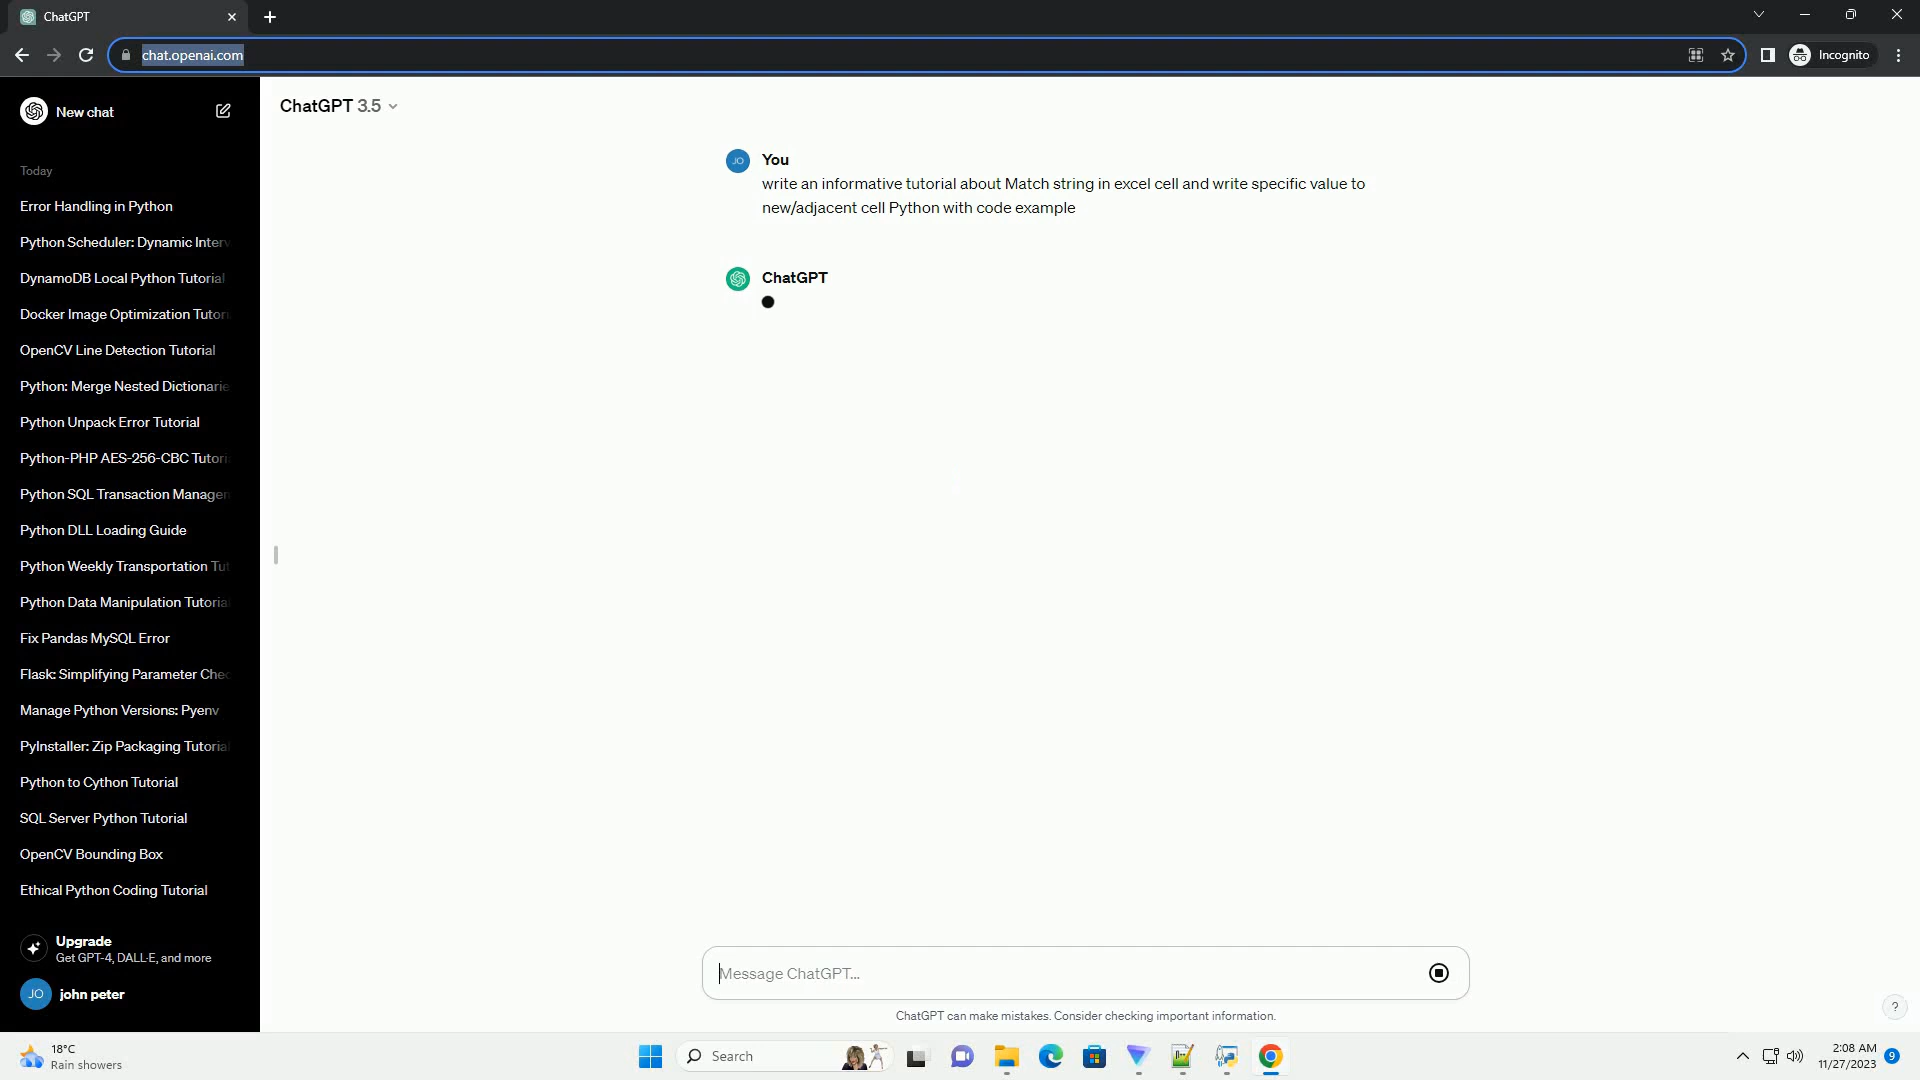 ChatGPT
chat.openai.com
Incognito
New chat
ChatGPT 3.5
Today
Error Handling in Python
Python Scheduler: Dynamic Interv
DynamoDB Local Python Tutorial
Docker Image Optimization Tutori
OpenCV Line Detection Tutorial
Python: Merge Nested Dictionarie
Python Unpack Error Tutorial
Python-PHP AES-256-CBC Tutori
Python SQL Transaction Managem
Python DLL Loading Guide
Python Weekly Transportation Tut
Python Data Manipulation Tutorial
Fix Pandas MySQL Error
Flask: Simplifying Parameter Chec
Manage Python Versions: Pyenv
PyInstaller: Zip Packaging Tutorial
Python to Cython Tutorial
SQL Server Python Tutorial
OpenCV Bounding Box
Ethical Python Coding Tutorial
Upgrade
Get GPT-4, DALL·E, and more
JO john peter
JO You
write an informative tutorial about Match string in excel cell and write specific value to
new/adjacent cell Python with code example
ChatGPT
Message ChatGPT...
ChatGPT can make mistakes. Consider checking important information.
?
18°C
Rain showers
Search
2:08 AM
11/27/2023
9